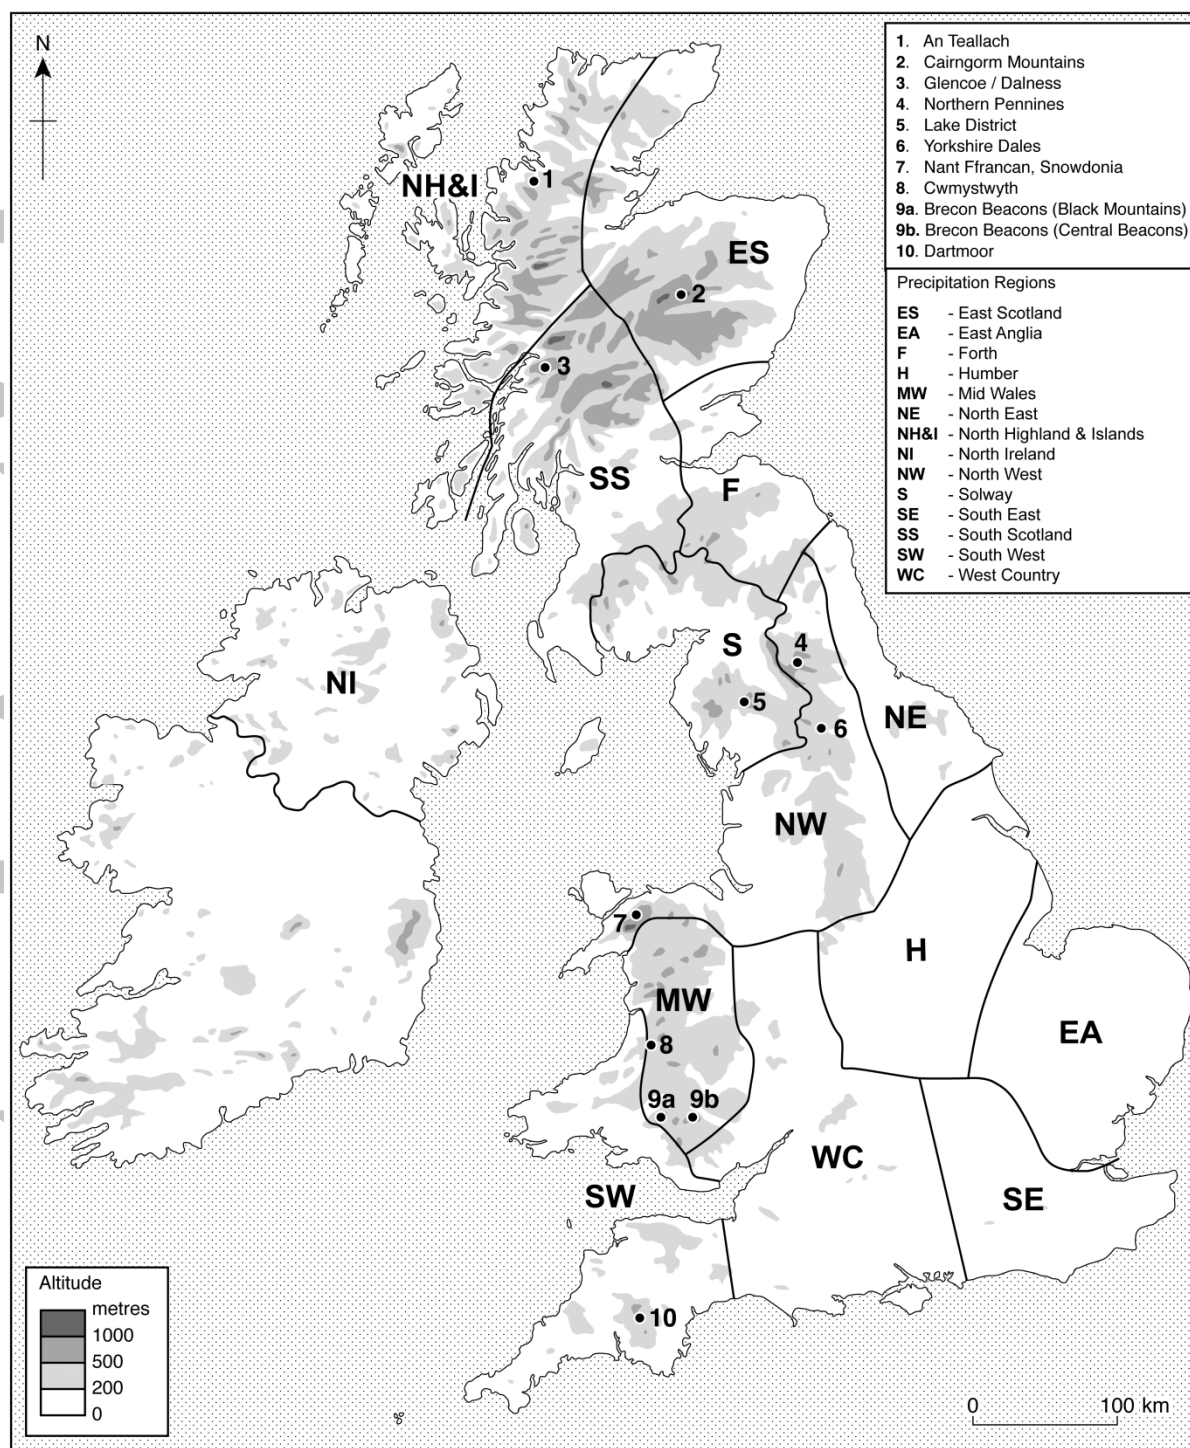 N
1. An Teallach
2. Cairngorm Mountains
3. Glencoe / Dalness
4. Northern Pennines
5. Lake District
6. Yorkshire Dales
7. Nant Ffrancan, Snowdonia
8. Cwmystwyth
9a. Brecon Beacons (Black Mountains)
9b. Brecon Beacons (Central Beacons)
10. Dartmoor
Precipitation Regions
ES - East Scotland
EA - East Anglia
F - Forth
H - Humber
MW - Mid Wales
NE - North East
NH&I - North Highland & Islands
NI - North Ireland
NW - North West
S - Solway
SE - South East
SS - South Scotland
SW - South West
WC - West Country
NH&I
1
ES
2
3
SS
F
S
4
NI
5
6
NE
NW
7
H
MW
8
EA
9a
9b
WC
SW
SE
10
Altitude
metres
1000
500
200
0
0
100 km